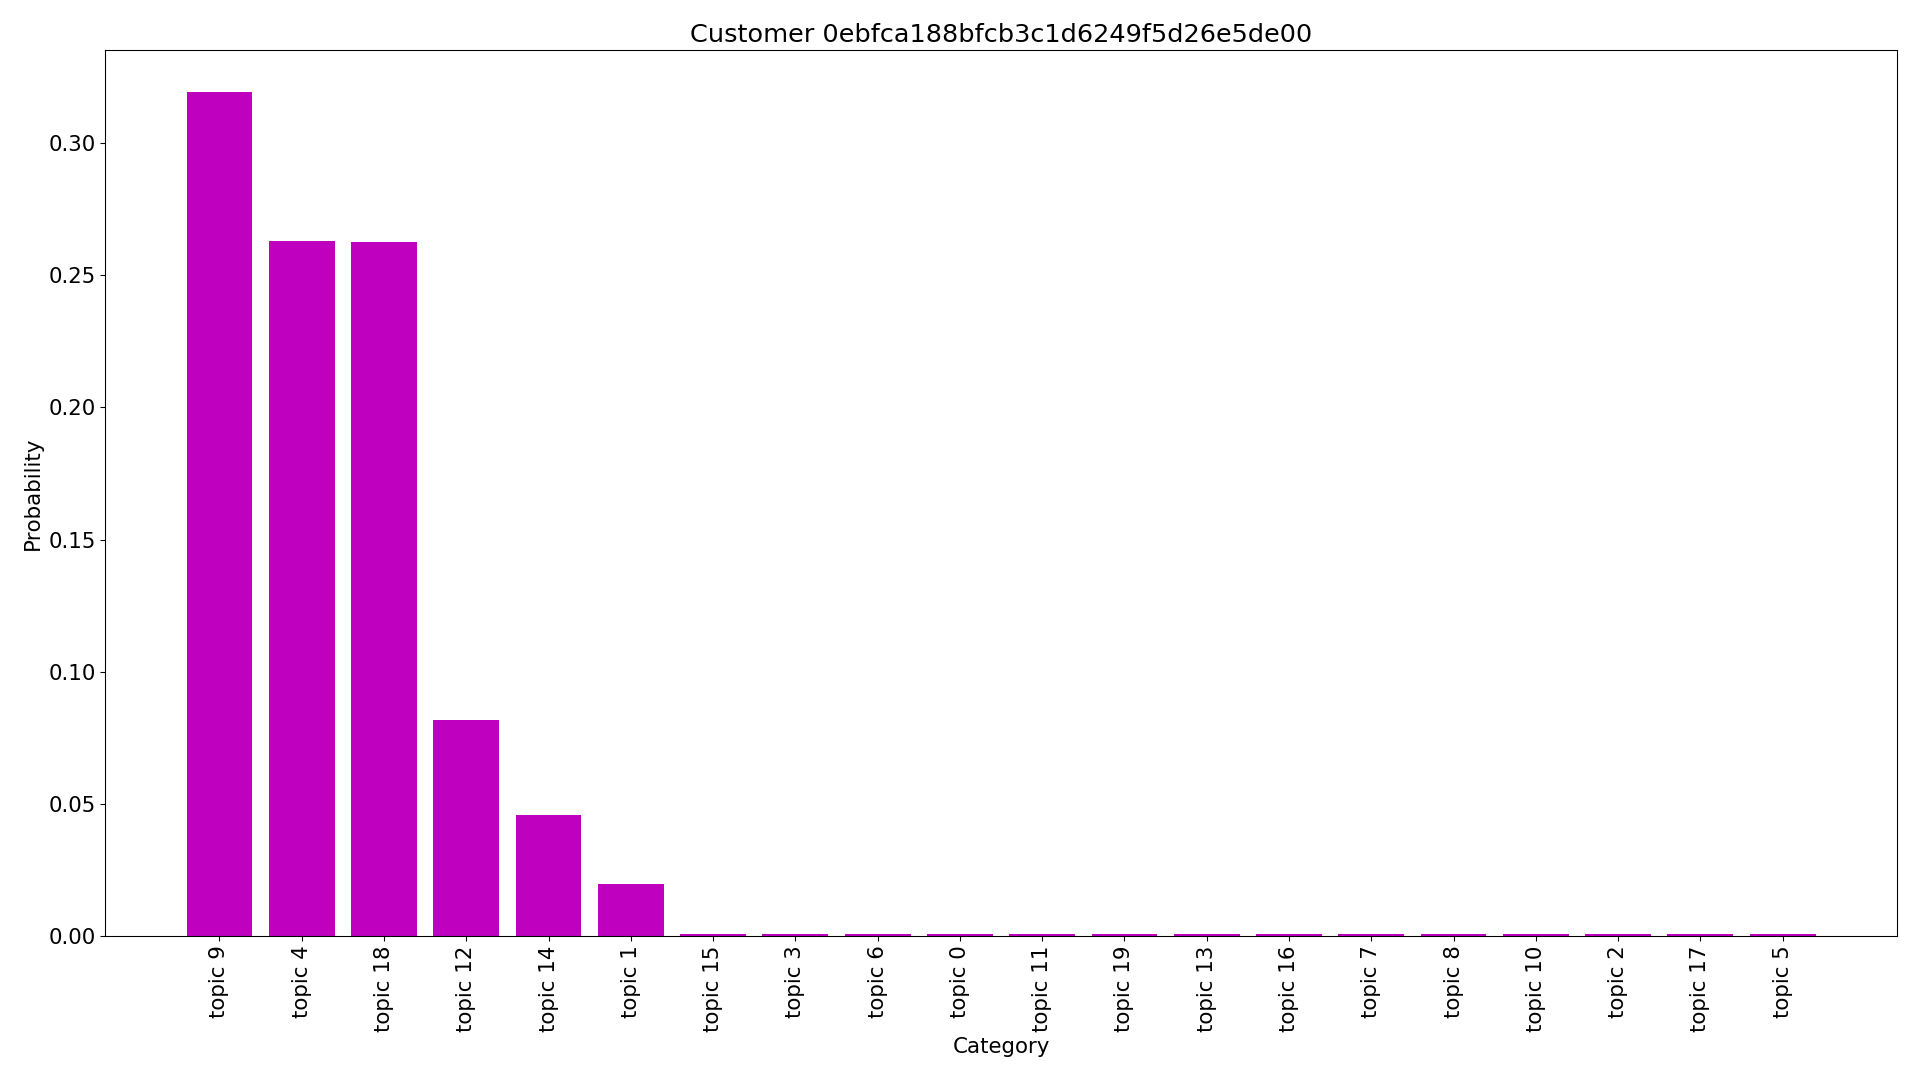 Customer 0ebfca188bfcb3c1d6249f5d26e5de00
Probability
0.30
0.25
0.20
0.15
0.10
0.05
0.00
topic 9
topic 4
topic 18
topic 12
topic 14
topic 1
topic 15
topic 3
topic 6
topic 0
topic 11
topic 19
topic 13
topic 16
topic 7
topic 8
topic 10
topic 2
topic 17
topic 5
Category